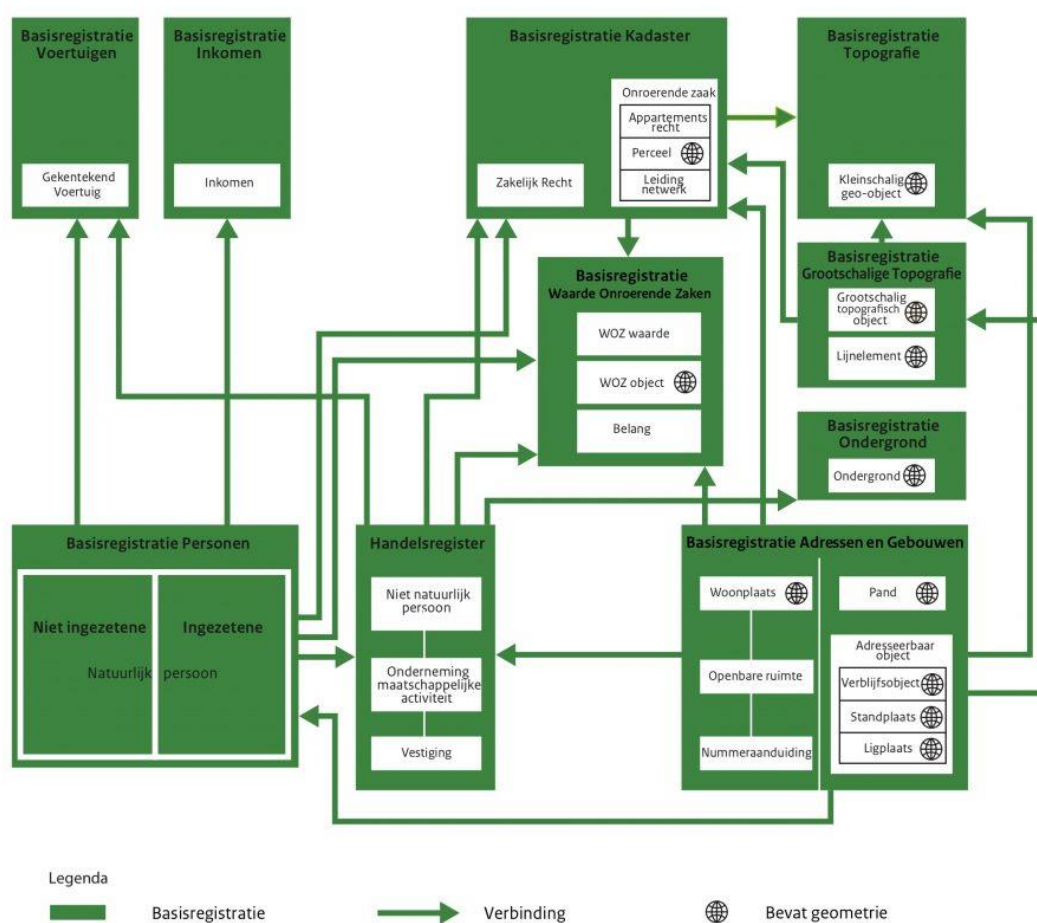 Basisregistratie
Voertuigen
Gekentekend
Voertuig
Basisregistratie
Inkomen
Inkomen
Basisregistratie Kadaster
Zakelijk Recht
Onroerende zaak
Appartements
recht
Perceel
Leiding
netwerk
Basisregistratie
Topografie
Kleinschalig
geo-object
Basisregistratie
Waarde Onroerende Zaken
WOZ waarde
WOZ object
Belang
Basisregistratie
Grootschalige Topografie
Grootschalig
topografisch
object
Lijnelement
Basisregistratie
Ondergrond
Ondergrond
Basisregistratie Personen
Niet ingezetene
Ingezetene
Natuurlijk persoon
Handelsregister
Niet natuurlijk
persoon
Onderneming
maatschappelijke
activiteit
Vestiging
Basisregistratie Adressen en Gebouwen
Woonplaats
Openbare ruimte
Nummeraanduiding
Pand
Adresseerbaar
object
Verblijfsobject
Standplaats
Ligplaats
Legenda
Basisregistratie
Verbinding
Bevat geometrie